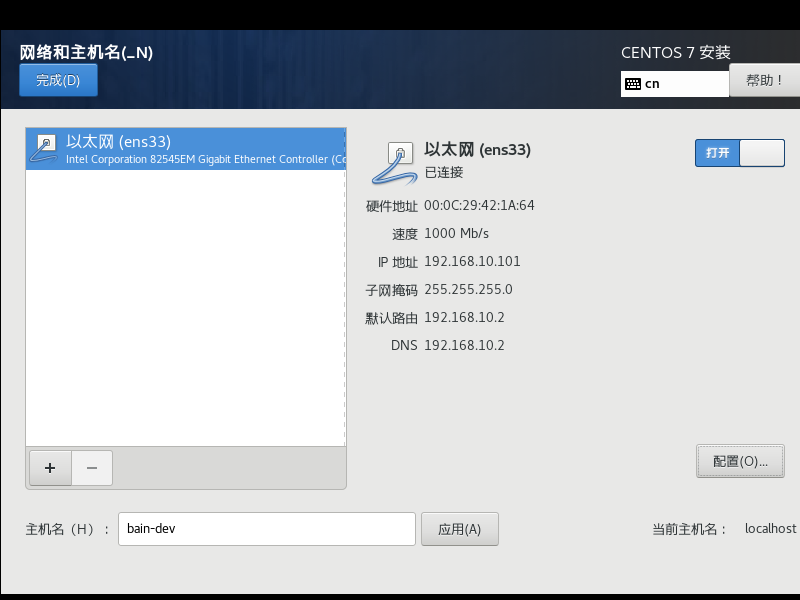 网络和主机名(_N)
CENTOS 7 安装
完成(D)
cn
帮助！
以太网 (ens33)
Intel Corporation 82545EM Gigabit Ethernet Controller (Co
以太网 (ens33)
已连接
打开
硬件地址 00:0C:29:42:1A:64
速度 1000 Mb/s
IP 地址 192.168.10.101
子网掩码 255.255.255.0
默认路由 192.168.10.2
DNS 192.168.10.2
+ −
配置(O)...
主机名（H）： bain-dev
应用(A)
当前主机名： localhost